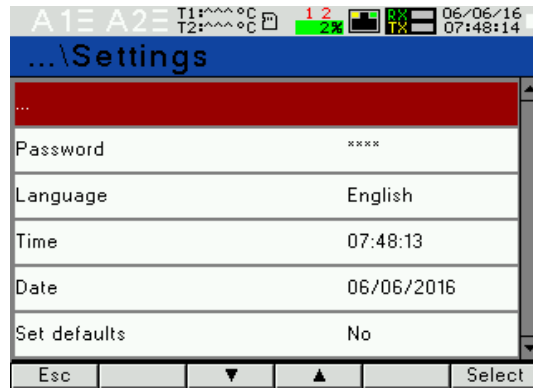 A1 A2 T1:^^^°C 1 2 RX 06/06/16
T2:^^^°C 2% TX 07:48:14
...\Settings
...
Password ****
Language English
Time 07:48:13
Date 06/06/2016
Set defaults No
Esc ▼ ▲ Select